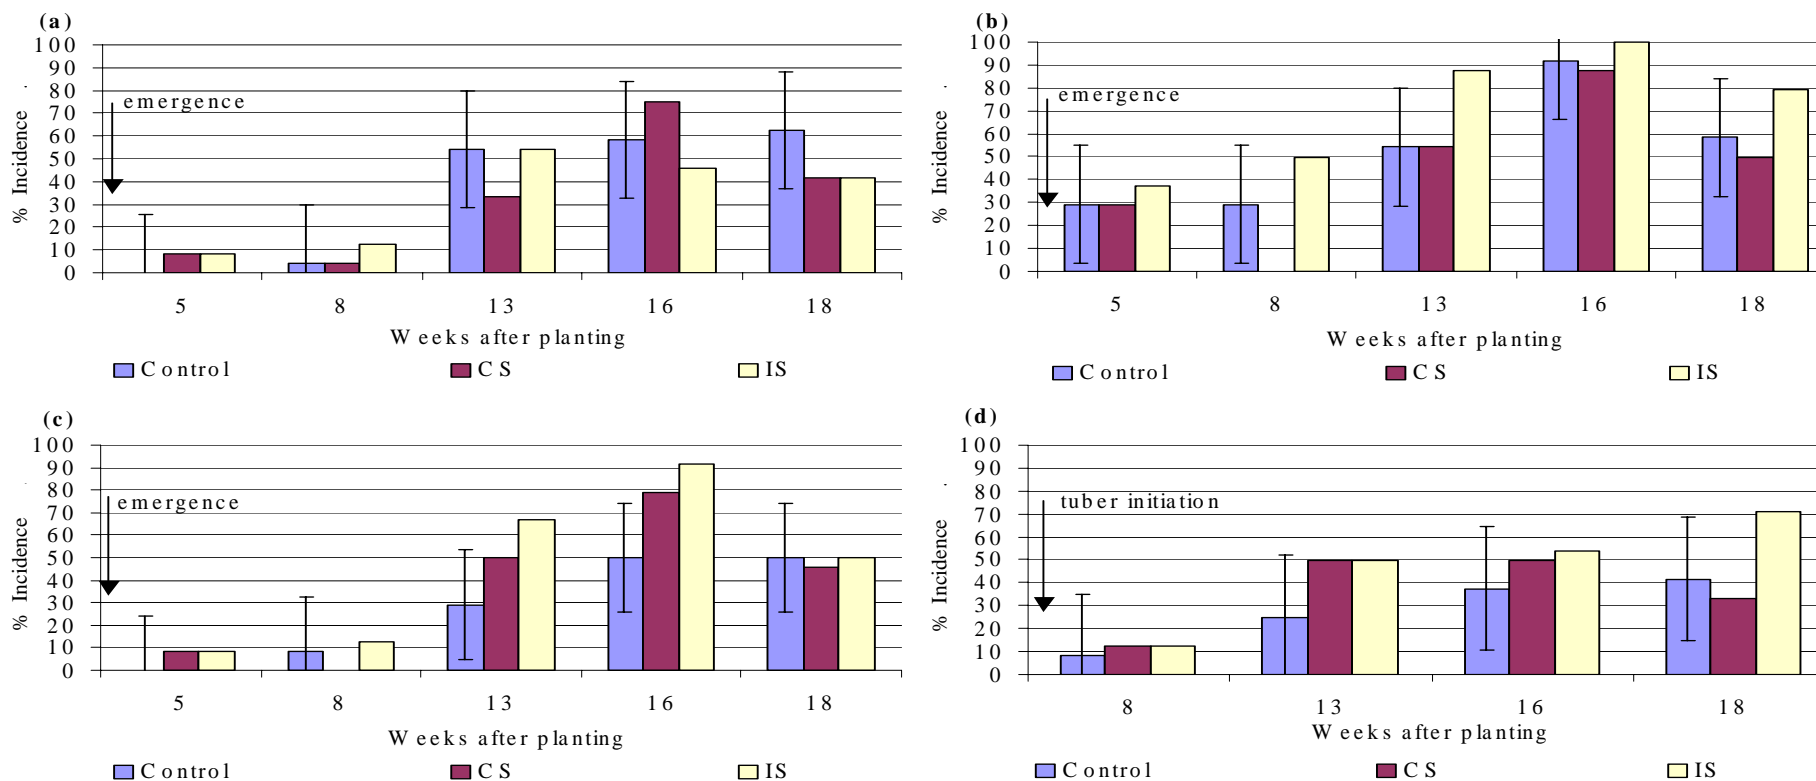 (a)
100
90
80
70
60
50
40
30
20
10
0
% Incidence
emergence
5 8 13 16 18
Weeks after planting
Control CS IS
(b)
100
90
80
70
60
50
40
30
20
10
0
% Incidence
emergence
5 8 13 16 18
Weeks after planting
Control CS IS
(c)
100
90
80
70
60
50
40
30
20
10
0
% Incidence
emergence
5 8 13 16 18
Weeks after planting
Control CS IS
(d)
100
90
80
70
60
50
40
30
20
10
0
% Incidence
tuber initiation
8 13 16 18
Weeks after planting
Control CS IS